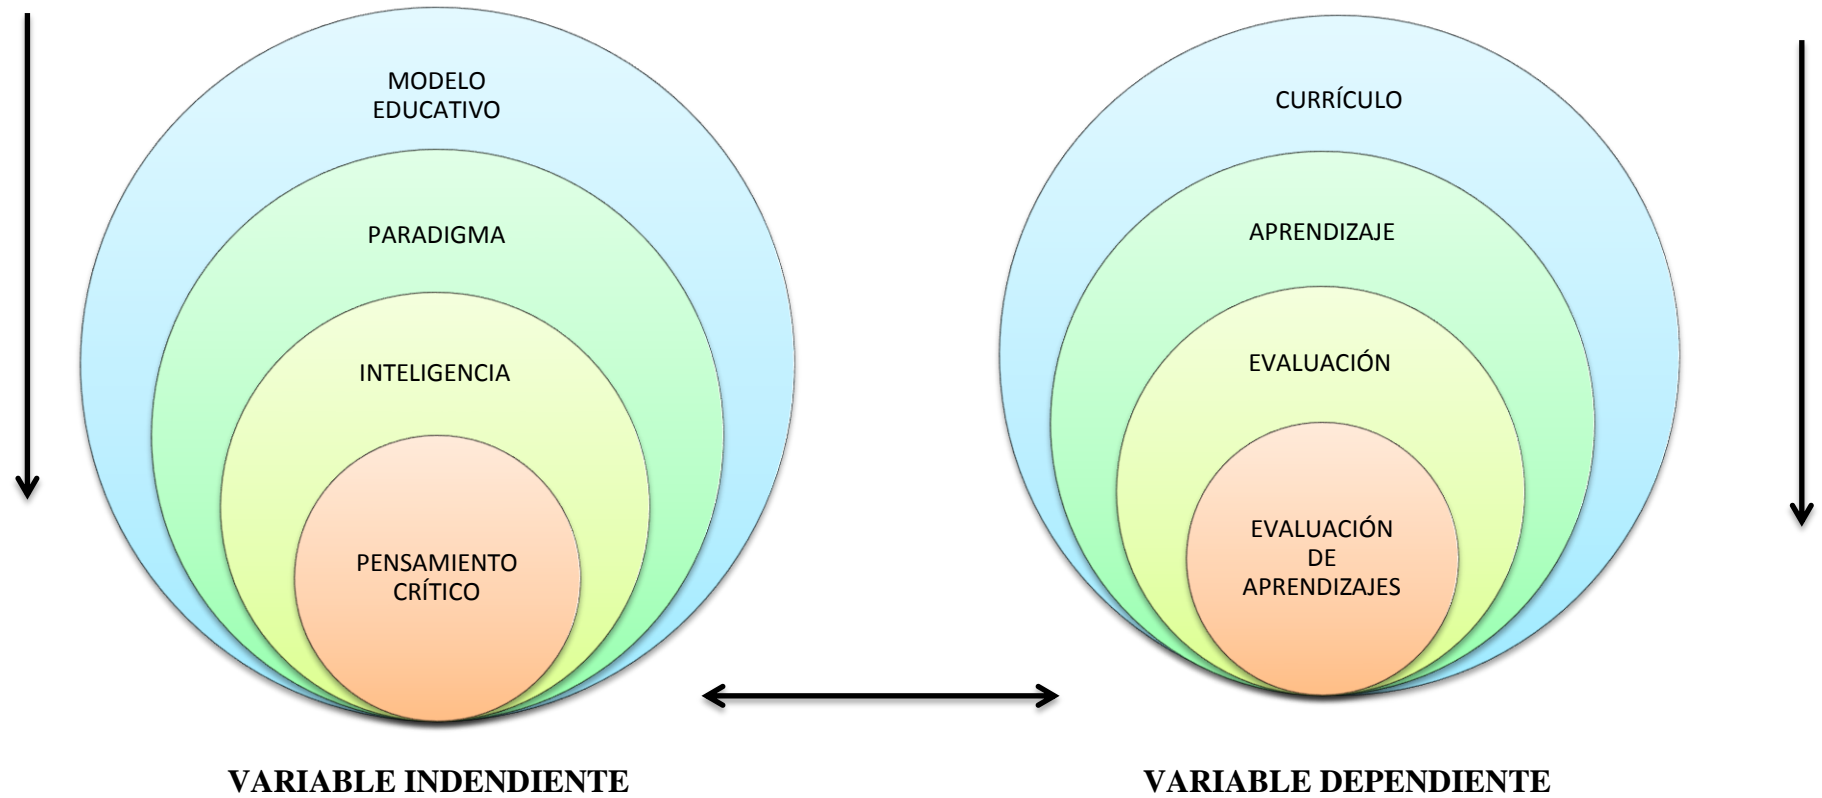 MODELO
EDUCATIVO
PARADIGMA
INTELIGENCIA
PENSAMIENTO
CRÍTICO
CURRÍCULO
APRENDIZAJE
EVALUACIÓN
EVALUACIÓN
DE
APRENDIZAJES
VARIABLE INDENDIENTE
VARIABLE DEPENDIENTE